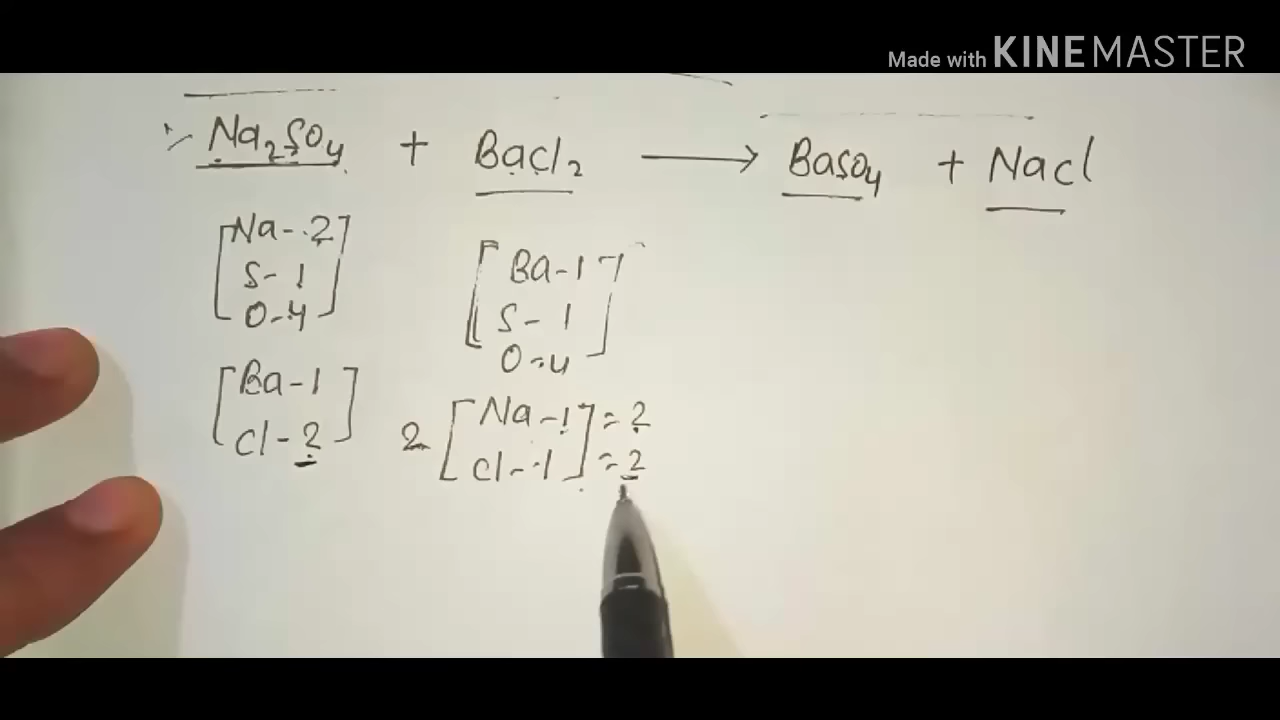 Made with KINEMASTER
Na2SO4 + BaCl2 → BaSO4 + Nacl
Na - 2
S - 1
O - 4
Ba - 1
S - 1
O - 4
Ba - 1
Cl - 2
2 [Na - 1] = 2
Cl - 1 = 2